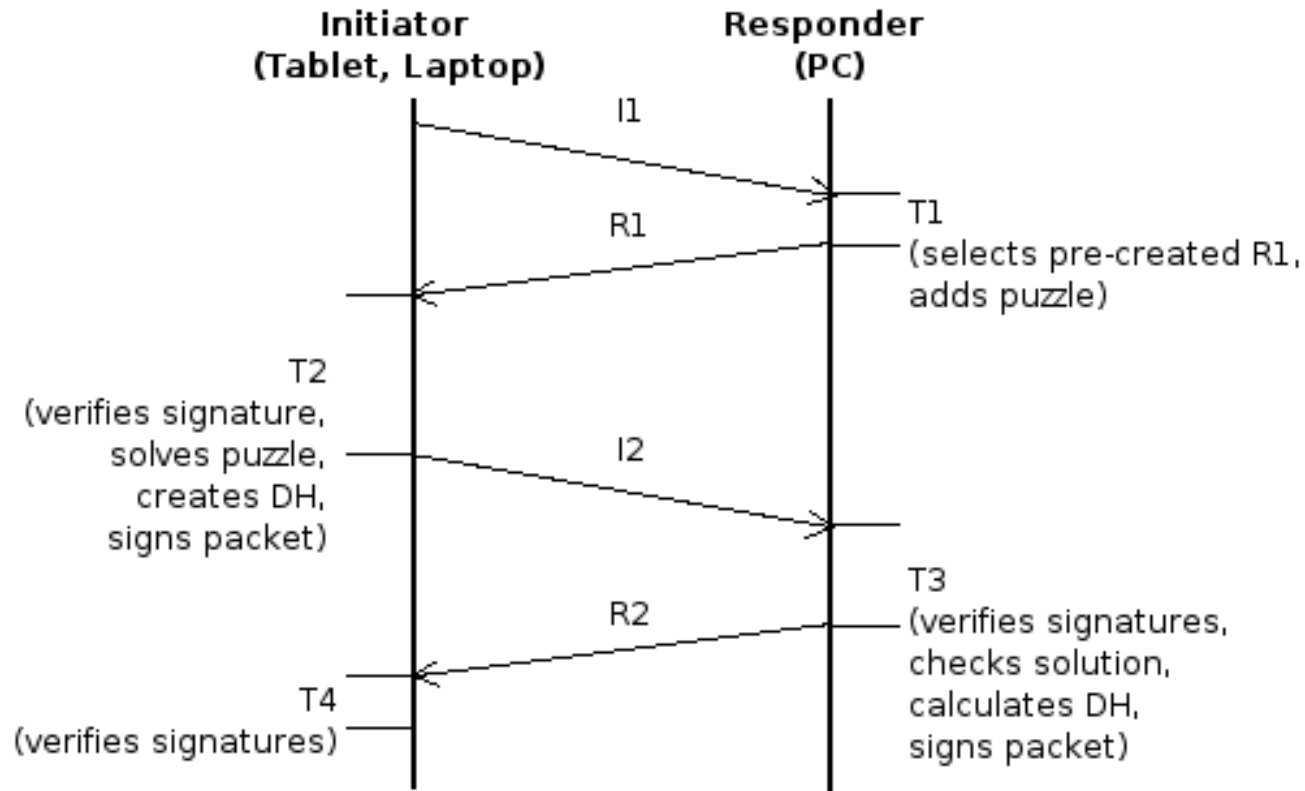 Initiator
(Tablet, Laptop)
Responder
(PC)
I1
R1
T1
(selects pre-created R1,
adds puzzle)
T2
(verifies signature,
solves puzzle,
creates DH,
signs packet)
I2
T3
(verifies signatures,
checks solution,
calculates DH,
signs packet)
R2
T4
(verifies signatures)